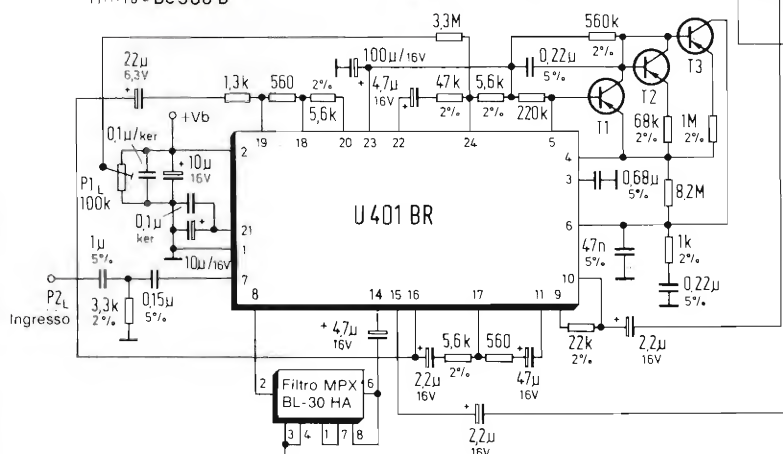 BC560 B
3,3M
560k
2%
100µ/16V
0,22µ
5%
T3
22µ
6,3V
4,7µ
16V
47k
2%
5,6k
2%
T2
1,3k
560
2%
5,6k
220k
T1
68k
2%
1M
2%
+Vb
0,1µ/ker
19
18
20
23
22
24
5
2
4
10µ
16V
P1L
100k
3
0,68µ
5%
8,2M
U401 BR
0,1µ
ker
21
6
1
47n
5%
1k
2%
1µ
5%
10µ/16V
7
10
0,22µ
5%
P2L
Ingresso
3,3k
2%
0,15µ
5%
8
14
15
16
17
11
9
4,7µ
16V
5,6k
2%
560
22k
2%
2,2µ
16V
2,2µ
16V
47µ
16V
2
Filtro MPX
BL-30 HA
6
3
4
1
7
8
2,2µ
16V